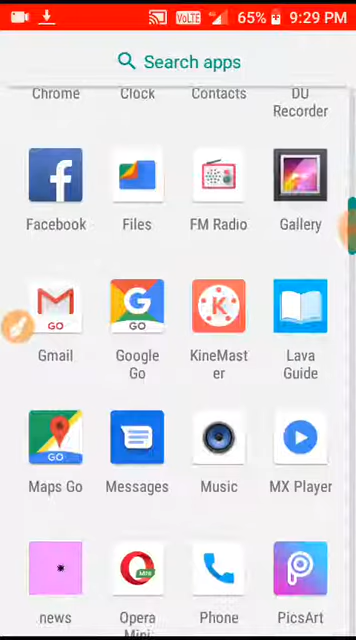 VoLTE 65% 9:29 PM
Search apps
Chrome Clock Contacts DU
Recorder
Facebook Files FM Radio Gallery
GO GO
Gmail Google KineMast Lava
Go er Guide
GO
Maps Go Messages Music MX Player
MINI
news Opera Phone PicsArt
Mini